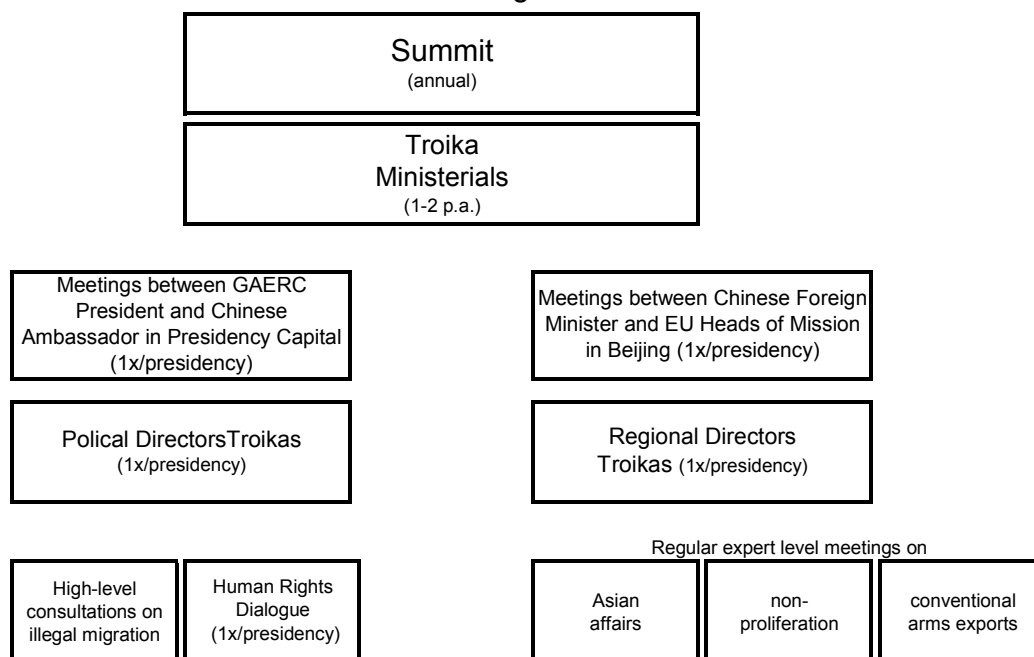 Summit
(annual)
Troika
Ministerials
(1-2 p.a.)
Meetings between GAERC
President and Chinese
Ambassador in Presidency Capital
(1x/presidency)
Meetings between Chinese Foreign
Minister and EU Heads of Mission
in Beijing (1x/presidency)
Polical DirectorsTroikas
(1x/presidency)
Regional Directors
Troikas (1x/presidency)
High-level
consultations on
illegal migration
Human Rights
Dialogue
(1x/presidency)
Regular expert level meetings on
Asian
affairs
non-
proliferation
conventional
arms exports